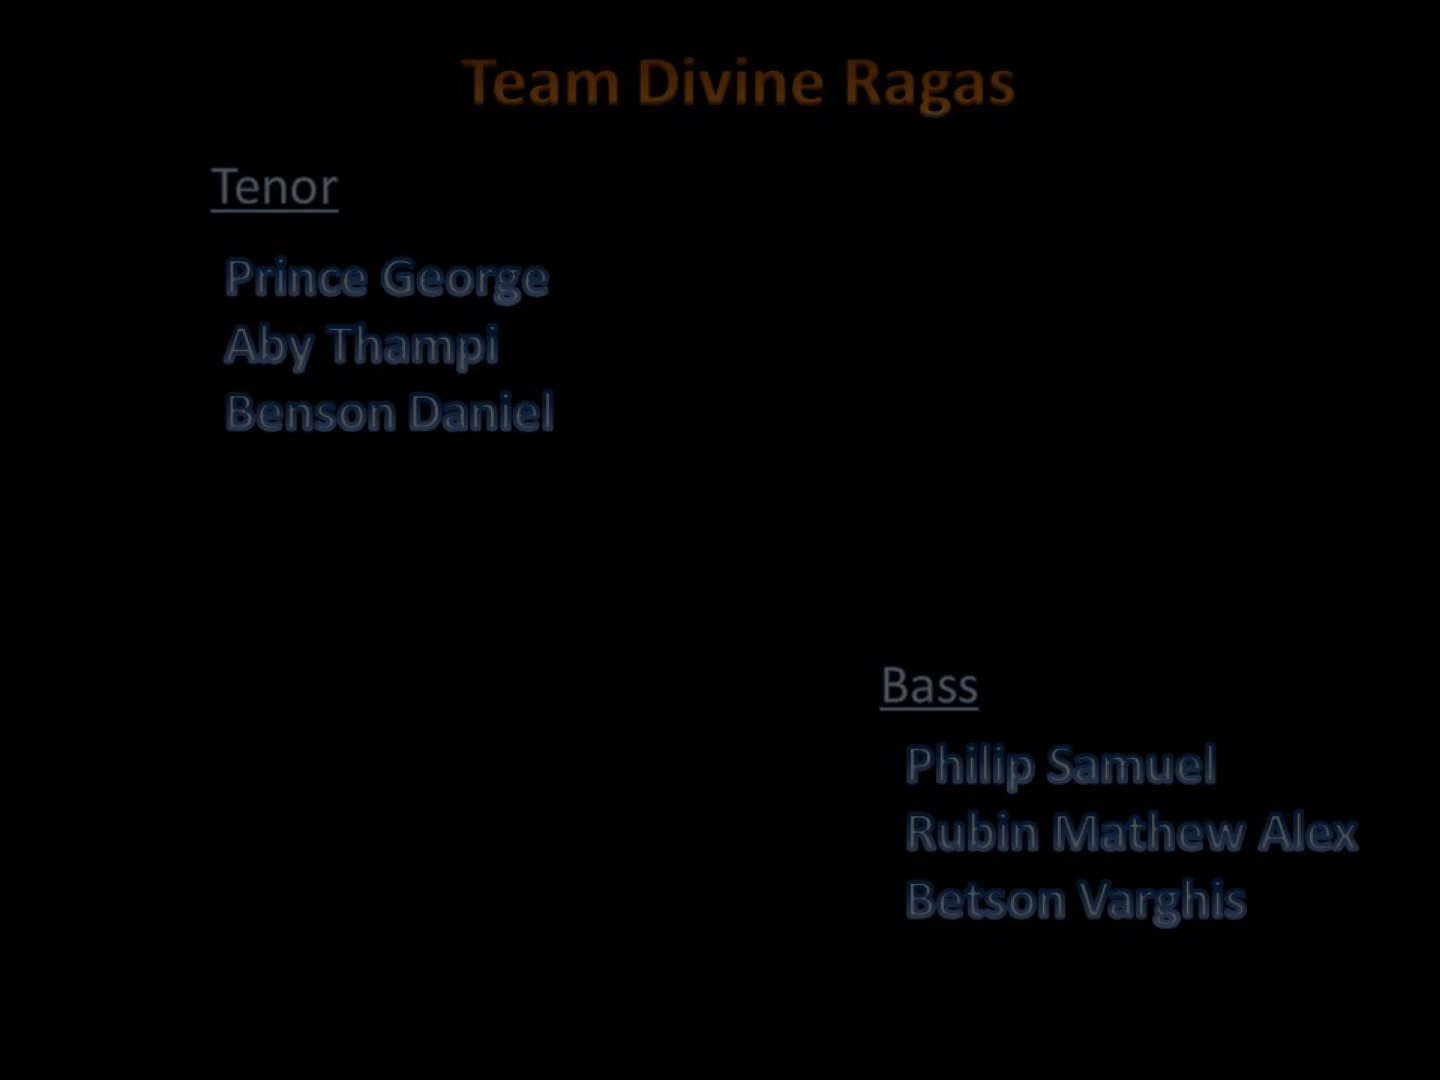 Team Divine Ragas
Tenor
Prince George
Aby Thampi
Benson Daniel
Bass
Philip Samuel
Rubin Mathew Alex
Betson Varghis